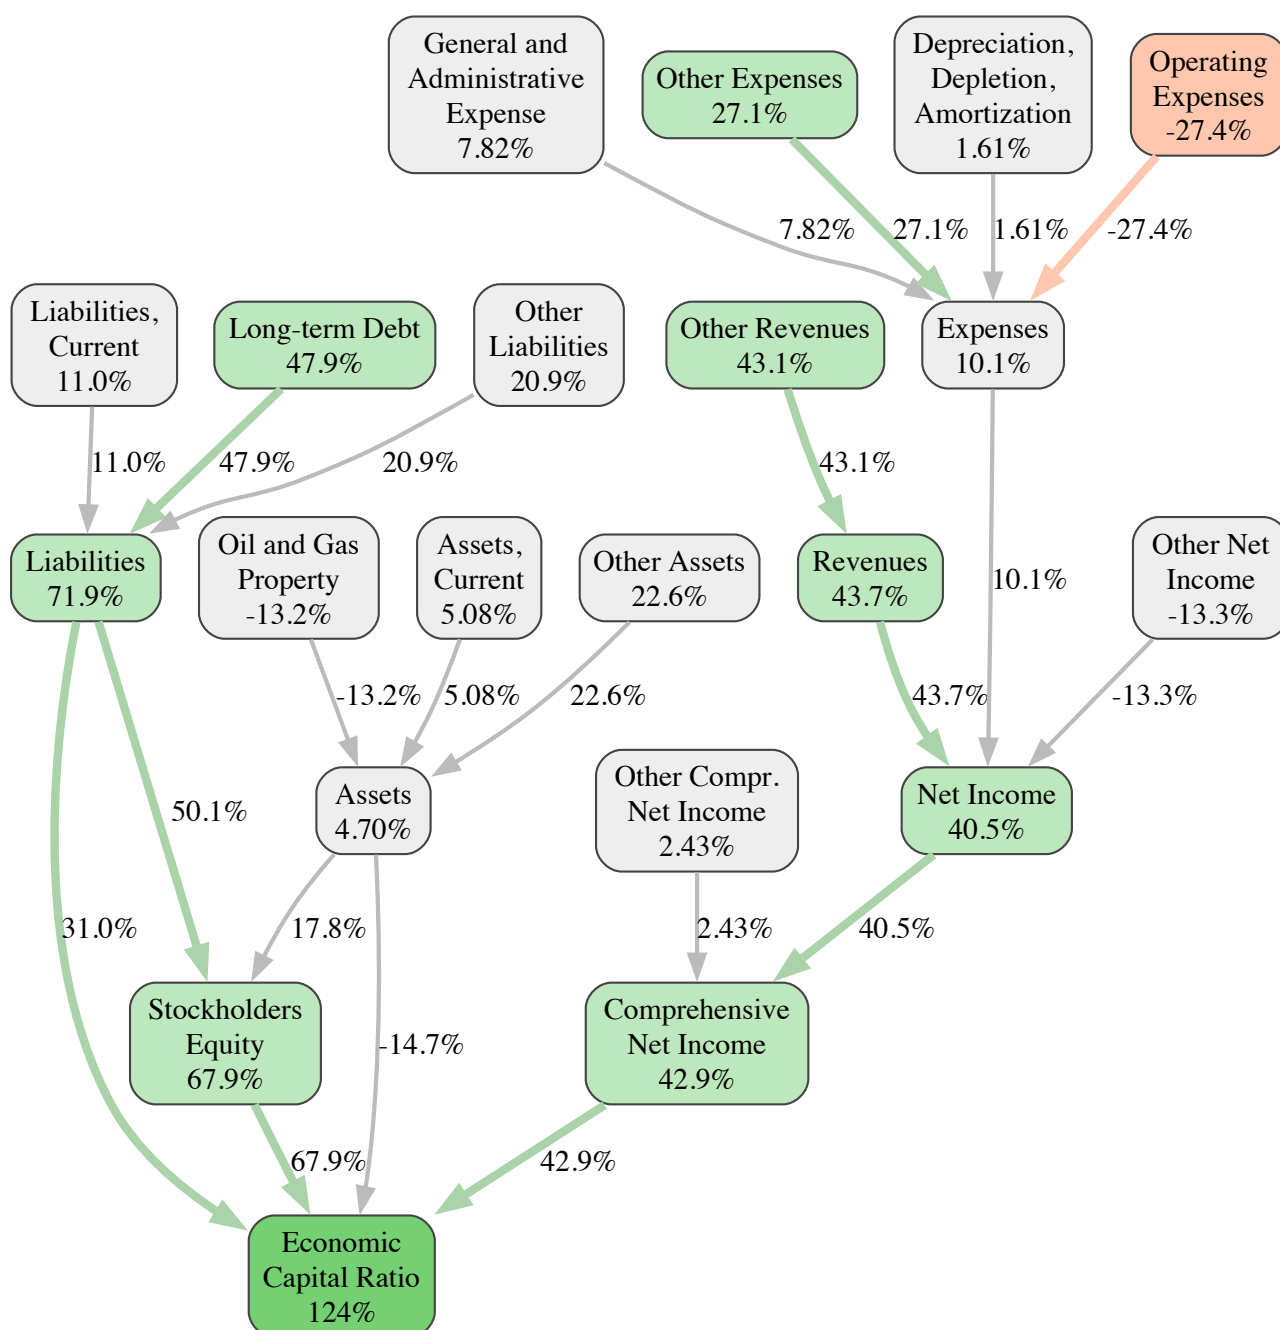 General and
Administrative
Expense
7.82%
Other Expenses
27.1%
Depreciation,
Depletion,
Amortization
1.61%
Operating
Expenses
-27.4%
7.82%
27.1%
1.61%
-27.4%
Liabilities,
Current
11.0%
Long-term Debt
47.9%
Other
Liabilities
20.9%
Other Revenues
43.1%
Expenses
10.1%
11.0%
47.9%
20.9%
43.1%
Liabilities
71.9%
Oil and Gas
Property
-13.2%
Assets,
Current
5.08%
Other Assets
22.6%
Revenues
43.7%
10.1%
Other Net
Income
-13.3%
-13.2%
5.08%
22.6%
43.7%
-13.3%
50.1%
Assets
4.70%
Other Compr.
Net Income
2.43%
Net Income
40.5%
31.0%
17.8%
2.43%
40.5%
Stockholders
Equity
67.9%
-14.7%
Comprehensive
Net Income
42.9%
67.9%
42.9%
Economic
Capital Ratio
124%